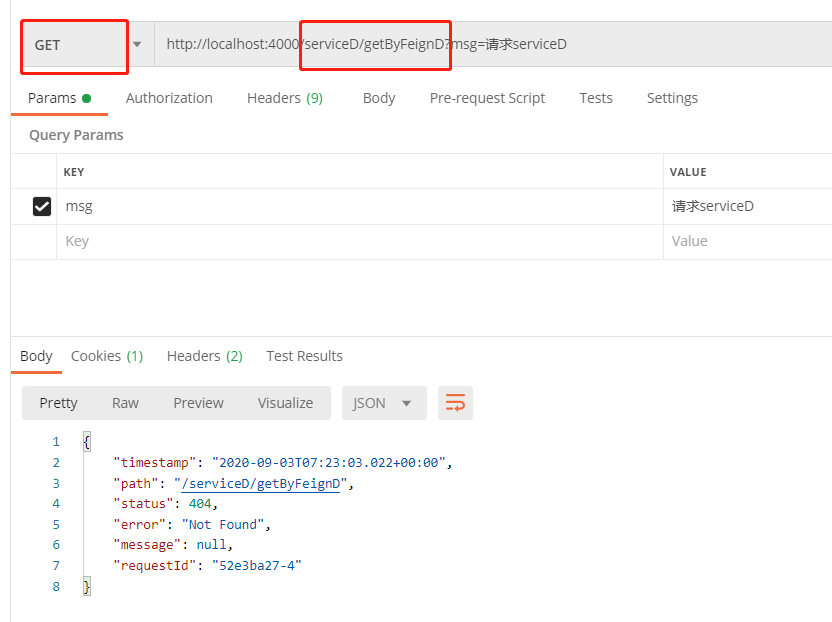 GET http://localhost:4000/serviceD/getByFeignD?msg=请求serviceD
Params Authorization Headers (9) Body Pre-request Script Tests Settings
Query Params
KEY VALUE
msg 请求serviceD
Key Value
Body Cookies (1) Headers (2) Test Results
Pretty Raw Preview Visualize JSON
1 {
2 "timestamp": "2020-09-03T07:23:03.022+00:00",
3 "path": "/serviceD/getByFeignD",
4 "status": 404,
5 "error": "Not Found",
6 "message": null,
7 "requestId": "52e3ba27-4"
8 }